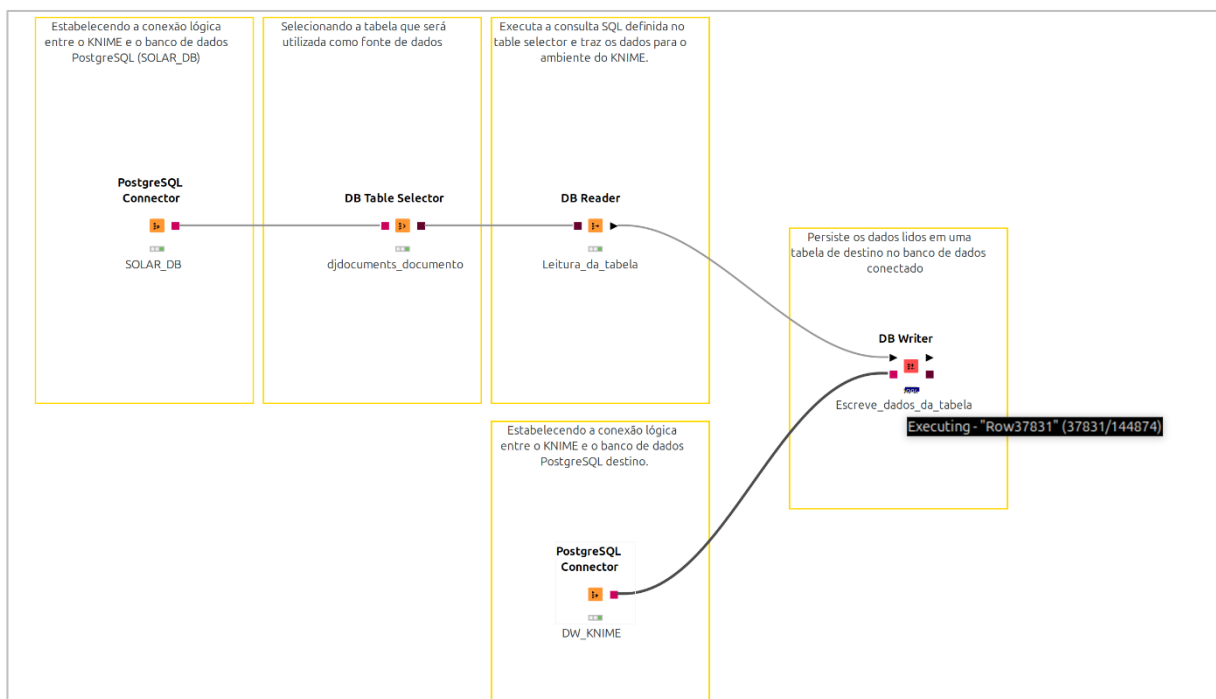 Estabelecendo a conexão lógica
entre o KNIME e o banco de dados
PostgreSQL (SOLAR_DB)
Selecionando a tabela que será
utilizada como fonte de dados
Executa a consulta SQL definida no
table selector e traz os dados para o
ambiente do KNIME.
PostgreSQL
Connector
SOLAR_DB
DB Table Selector
djdocuments_documento
DB Reader
Leitura_da_tabela
Persiste os dados lidos em uma
tabela de destino no banco de dados
conectado
DB Writer
Escreve_dados_da_tabela
Executing - "Row37831" (37831/144874)
Estabelecendo a conexão lógica
entre o KNIME e o banco de dados
PostgreSQL destino.
PostgreSQL
Connector
DW_KNIME